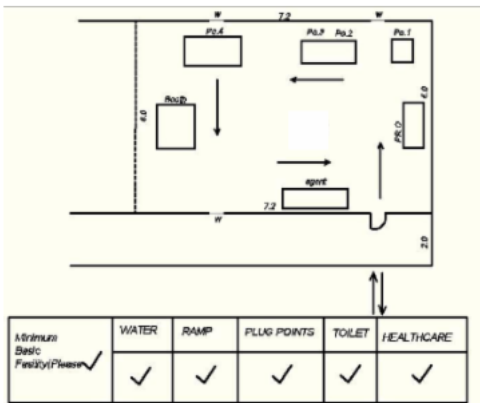 W
7.2
W
Po.4
Po.3 Po.2
Po.1
6.0
Booth
6.0
PR.O
agent
7.2
W
2.0
Minimum
Basic
Facility(Please ✓
WATER
RAMP
PLUG POINTS
TOILET
HEALTHCARE
✓ ✓ ✓ ✓ ✓